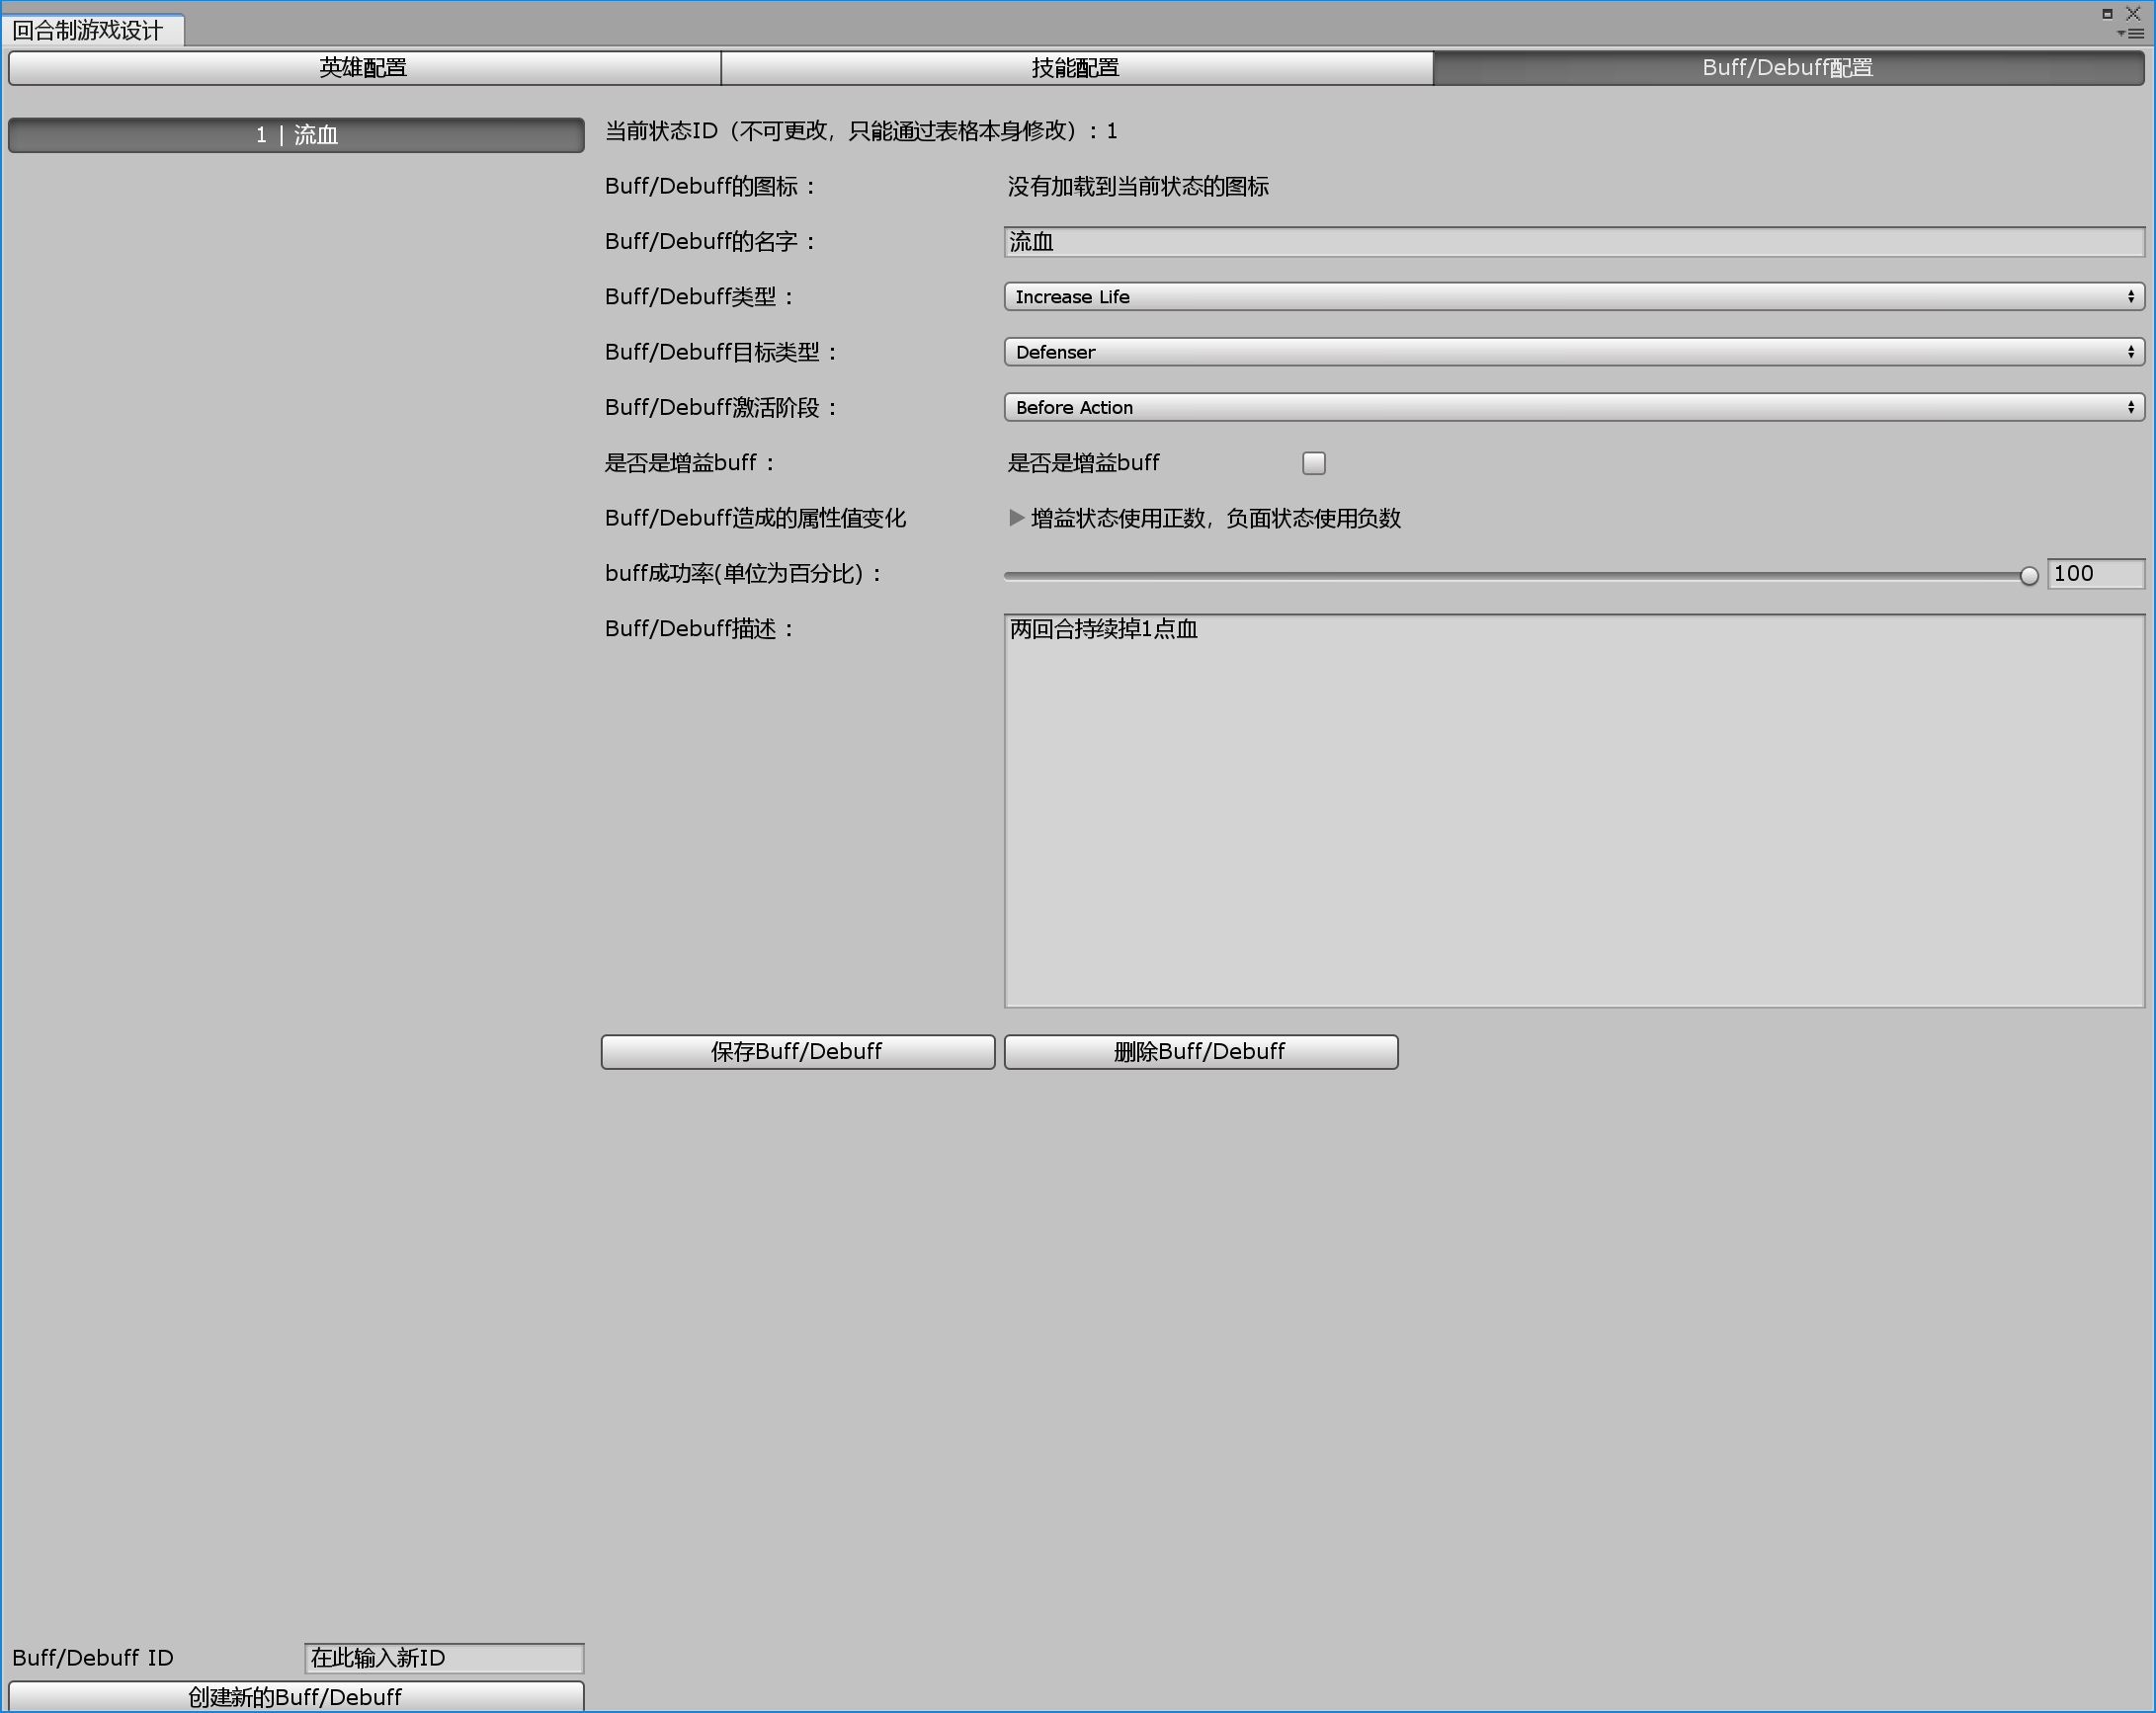 回合制游戏设计
英雄配置
技能配置
Buff/Debuff配置
1 | 流血
当前状态ID（不可更改，只能通过表格本身修改）: 1
Buff/Debuff的图标 :
没有加载到当前状态的图标
Buff/Debuff的名字 :
流血
Buff/Debuff类型 :
Increase Life
Buff/Debuff目标类型 :
Defenser
Buff/Debuff激活阶段 :
Before Action
是否是增益buff :
是否是增益buff
Buff/Debuff造成的属性值变化
增益状态使用正数，负面状态使用负数
buff成功率(单位为百分比) :
100
Buff/Debuff描述 :
两回合持续掉1点血
保存Buff/Debuff
删除Buff/Debuff
Buff/Debuff ID
在此输入新ID
创建新的Buff/Debuff